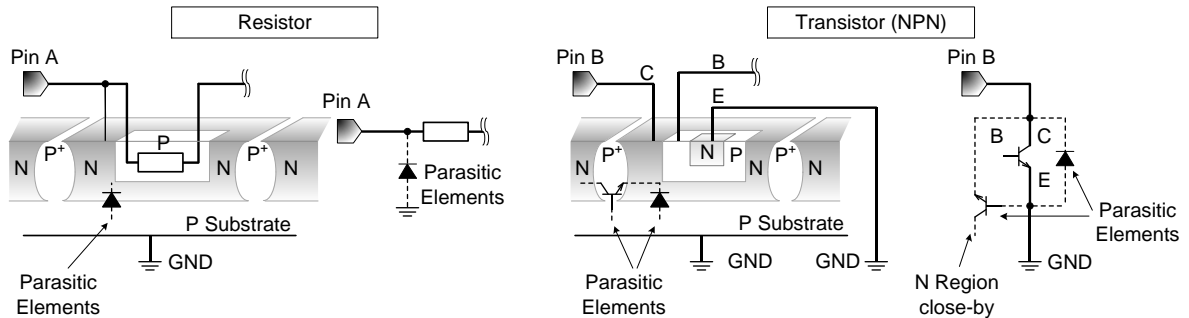 Resistor
Transistor (NPN)
Pin A
Pin A
Pin B
C
B
E
Pin B
N
P+
N
P
P+
N
N
P+
N
N
P
P+
N
B
C
E
Parasitic
Elements
P Substrate
GND
Parasitic
Elements
P Substrate
GND
GND
Parasitic
Elements
Parasitic
Elements
GND
N Region
close-by